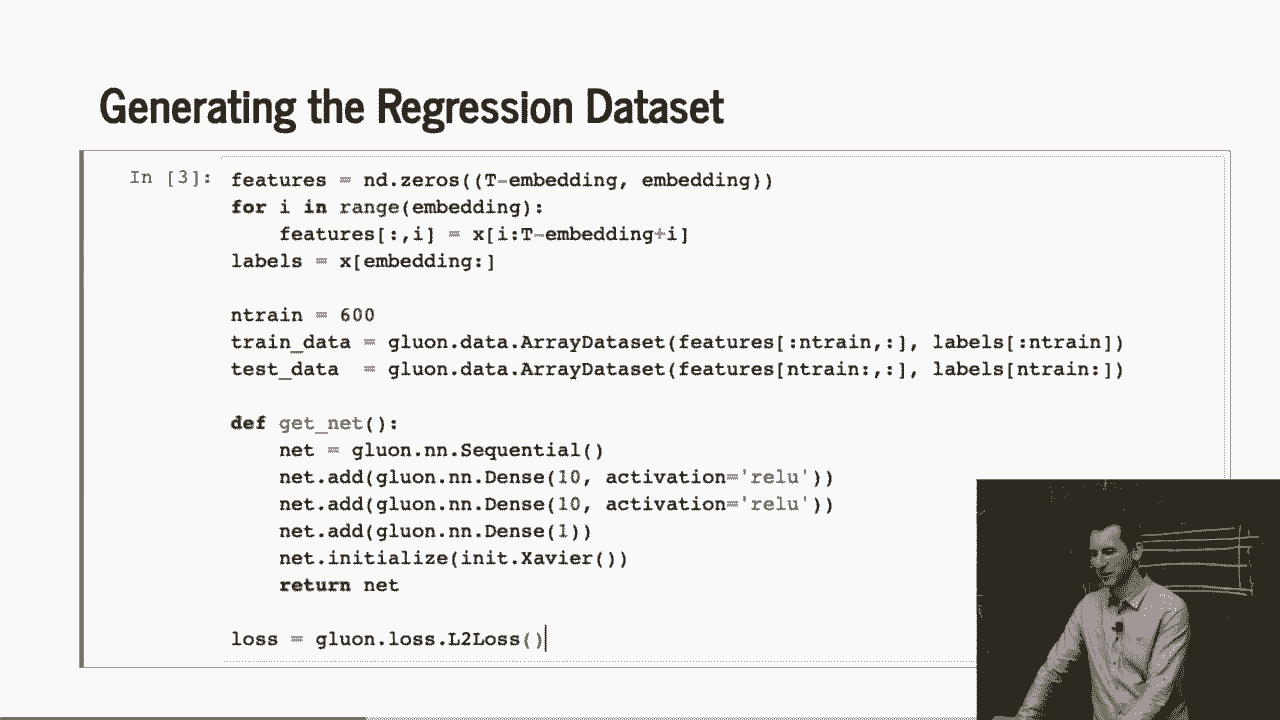 Generating the Regression Dataset
In [3]:
features = nd.zeros((T-embedding, embedding))
for i in range(embedding):
    features[:,i] = x[i:T-embedding+i]
labels = x[embedding:]
ntrain = 600
train_data = gluon.data.ArrayDataset(features[:ntrain,:], labels[:ntrain])
test_data  = gluon.data.ArrayDataset(features[ntrain:,:], labels[ntrain:])
def get_net():
    net = gluon.nn.Sequential()
    net.add(gluon.nn.Dense(10, activation='relu'))
    net.add(gluon.nn.Dense(10, activation='relu'))
    net.add(gluon.nn.Dense(1))
    net.initialize(init.Xavier())
    return net
loss = gluon.loss.L2Loss()